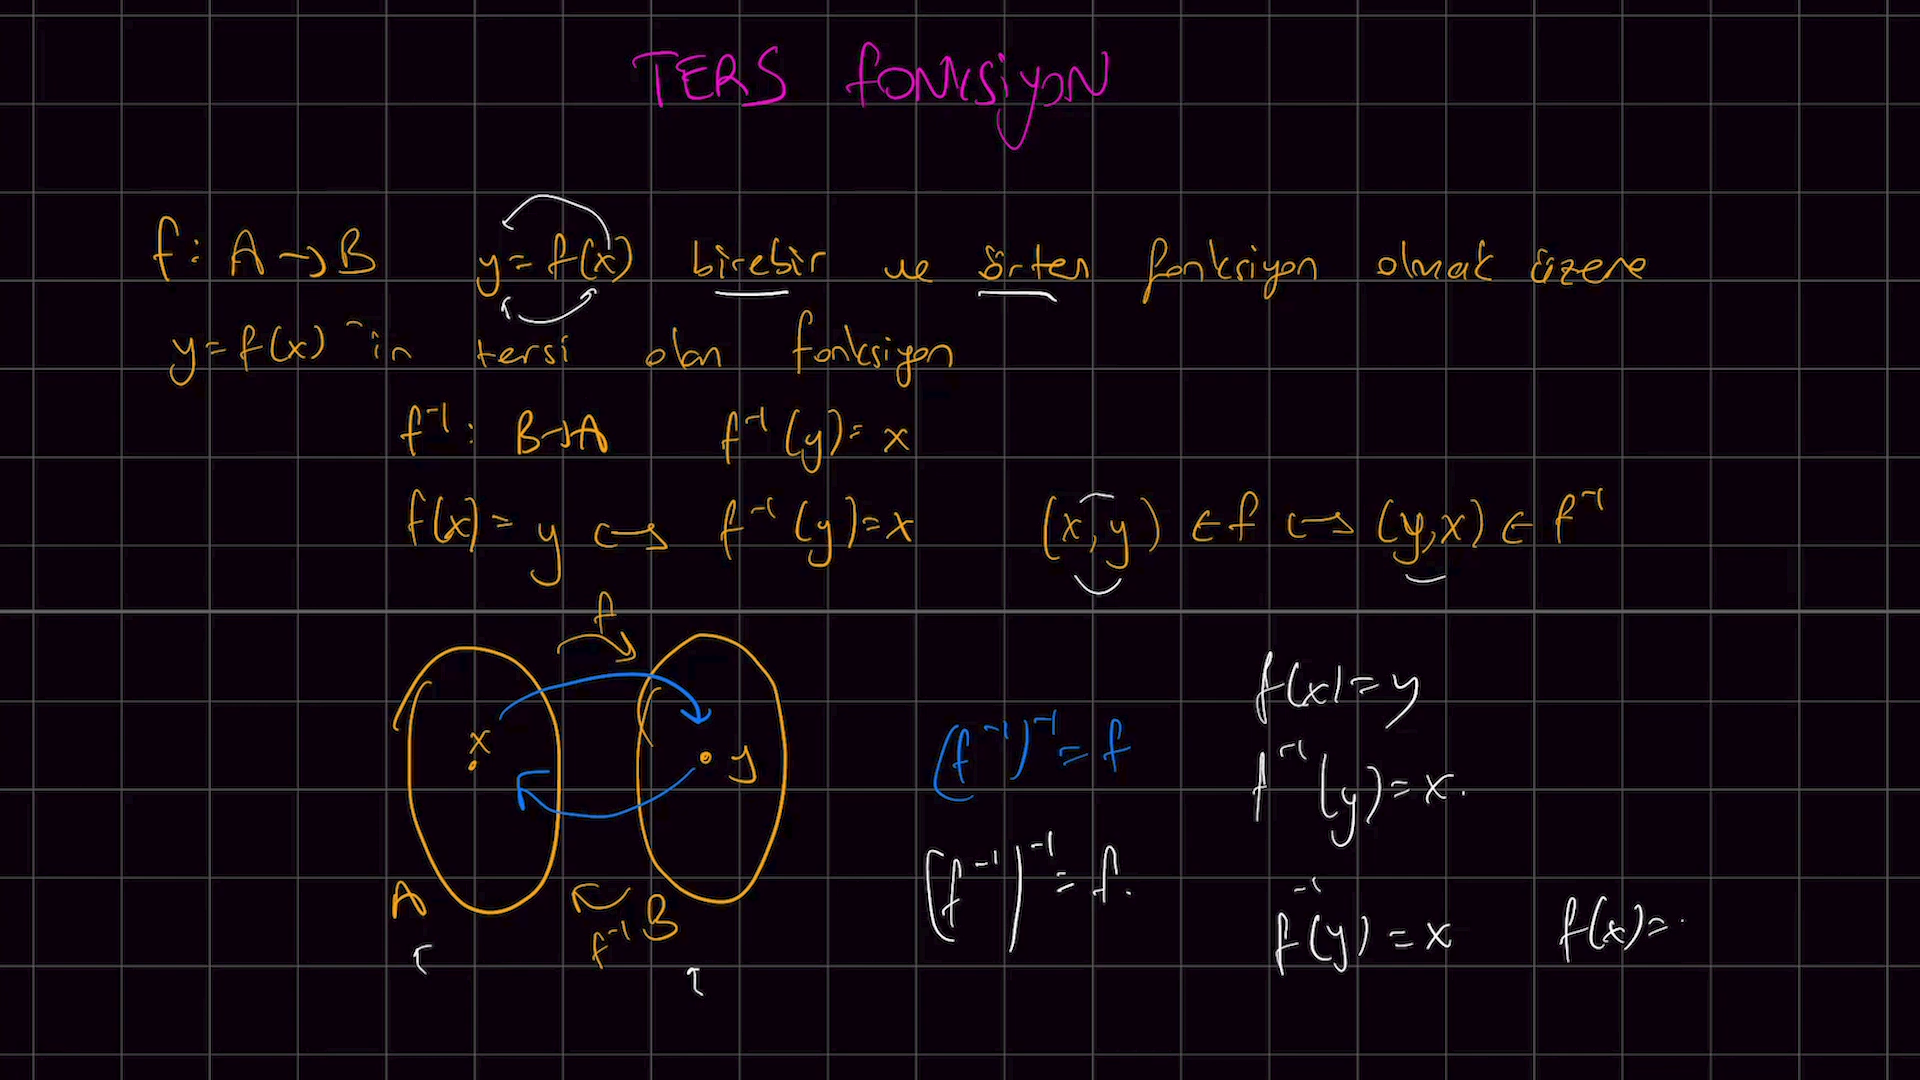 TERS fonksiyon
f: A → B y = f(x) birebir ve örten fonksiyon olmak üzere
y = f(x) in tersi olan fonksiyon
f⁻¹: B → A f⁻¹(y) = x
f(x) = y ↔ f⁻¹(y) = x (x,y) ∈ f ↔ (y,x) ∈ f⁻¹
f
x
y
A
B
f⁻¹
(f⁻¹)⁻¹ = f
(f⁻¹)⁻¹ = f.
f(x) = y
f⁻¹(y) = x.
f⁻¹(y) = x f(x) =